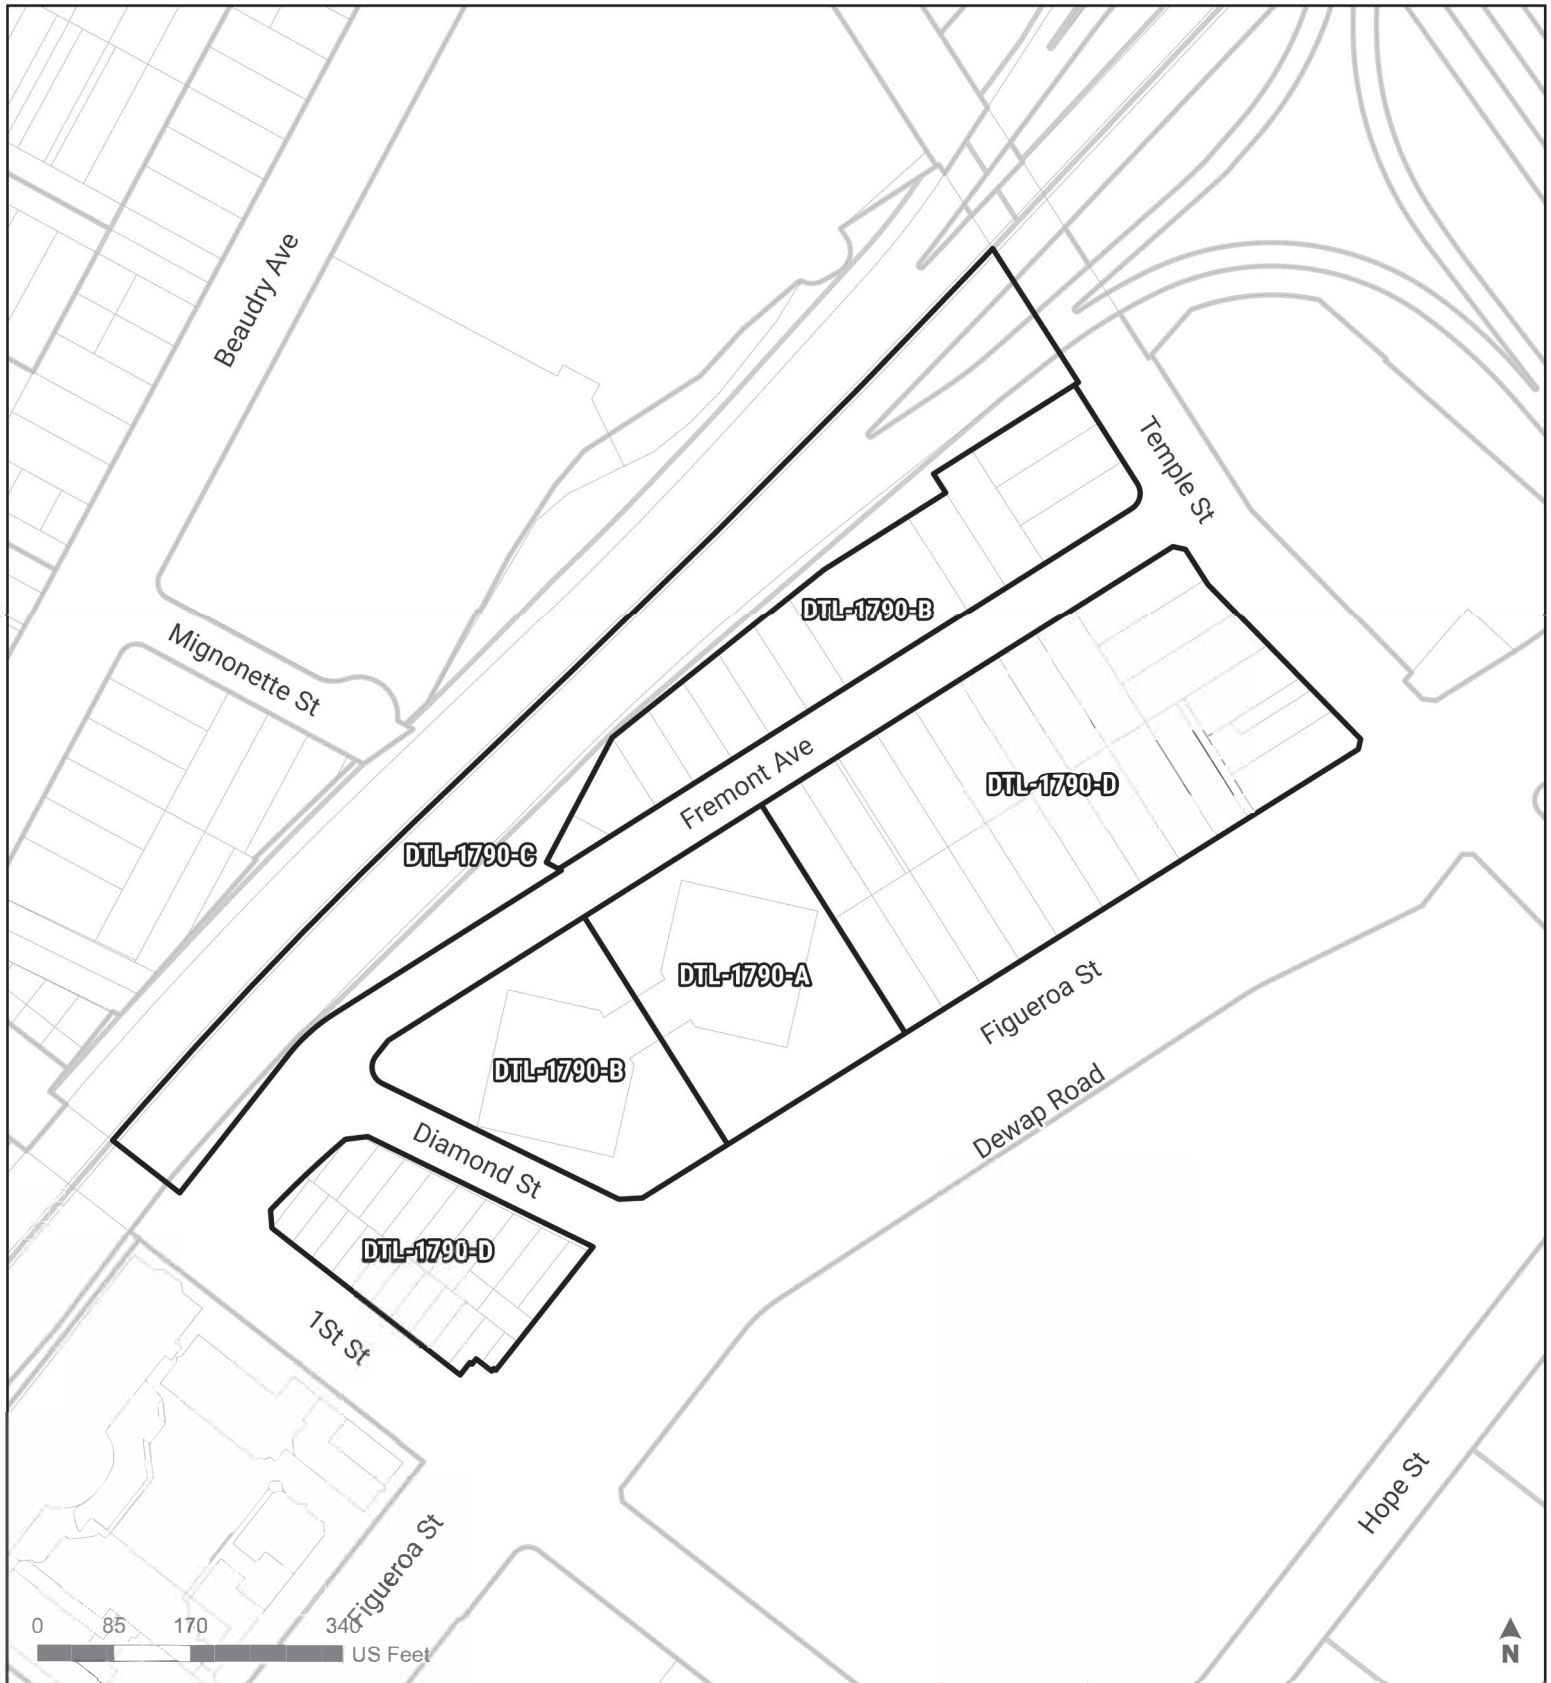 Beaudry Ave
Temple St
DTL-1790-B
Mignonette St
Fremont Ave
DTL-1790-D
DTL-1790-C
DTL-1790-A
Figueroa St
DTL-1790-B
Dewap Road
Diamond St
DTL-1790-D
1St St
Hope St
Figueroa St
0 85 170 340
US Feet
N